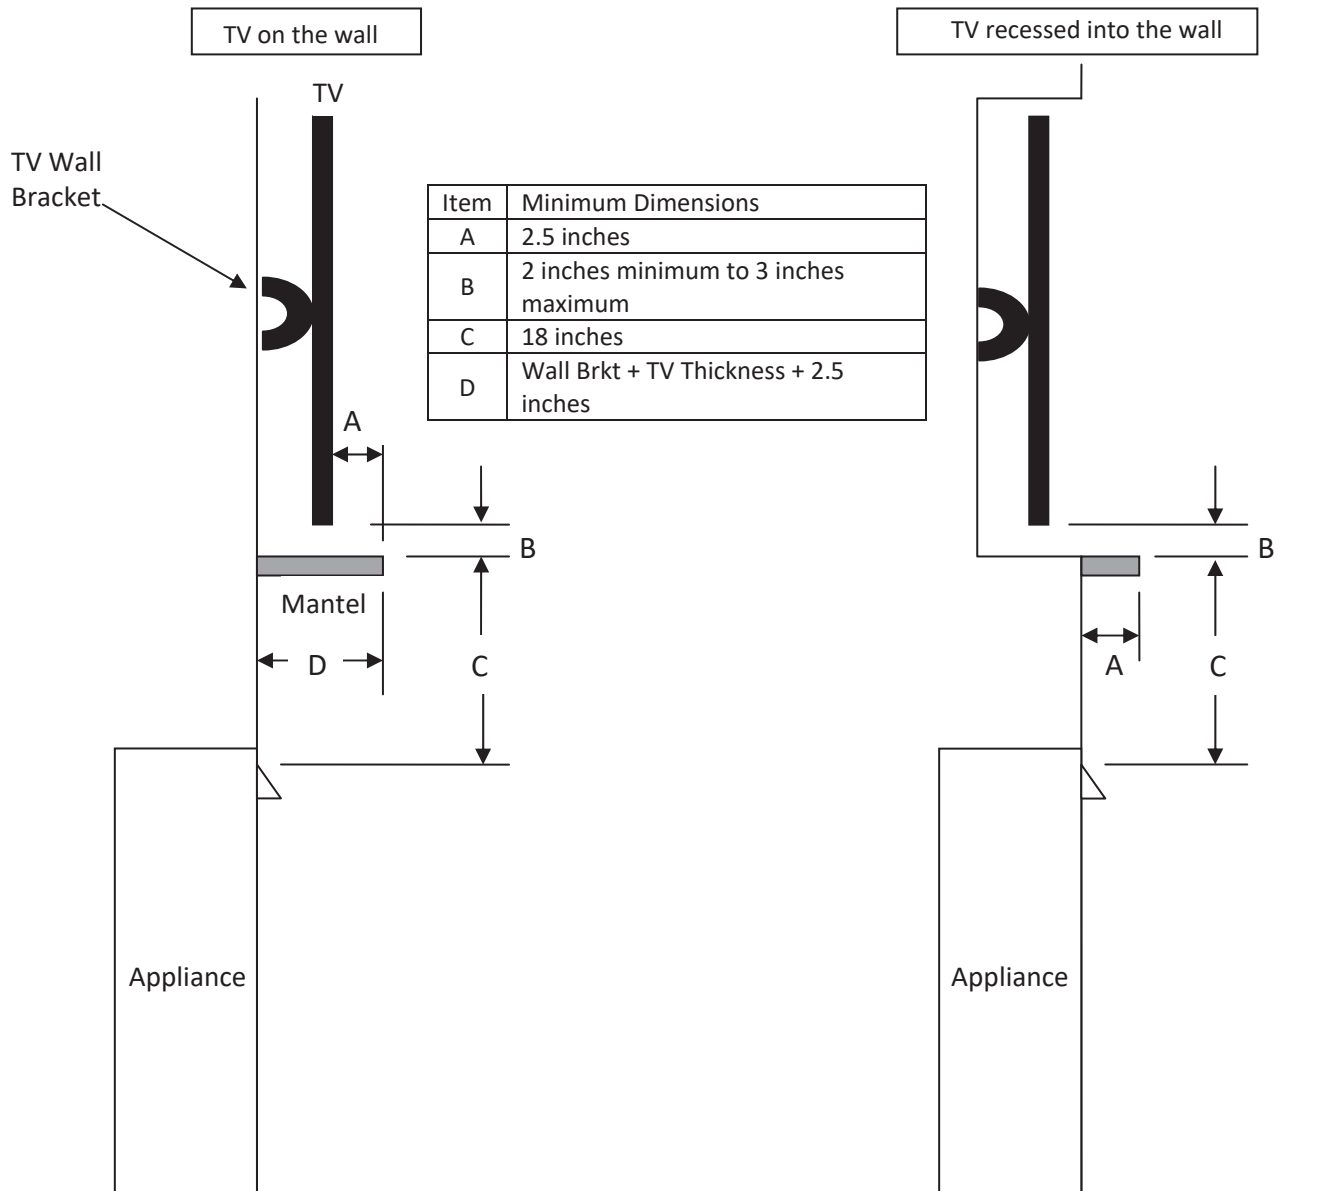 TV on the wall
TV recessed into the wall
TV
TV Wall
Bracket
Item Minimum Dimensions
A 2.5 inches
B 2 inches minimum to 3 inches
maximum
C 18 inches
D Wall Brkt + TV Thickness + 2.5
inches
A
B
B
Mantel
D
C
A
C
Appliance
Appliance